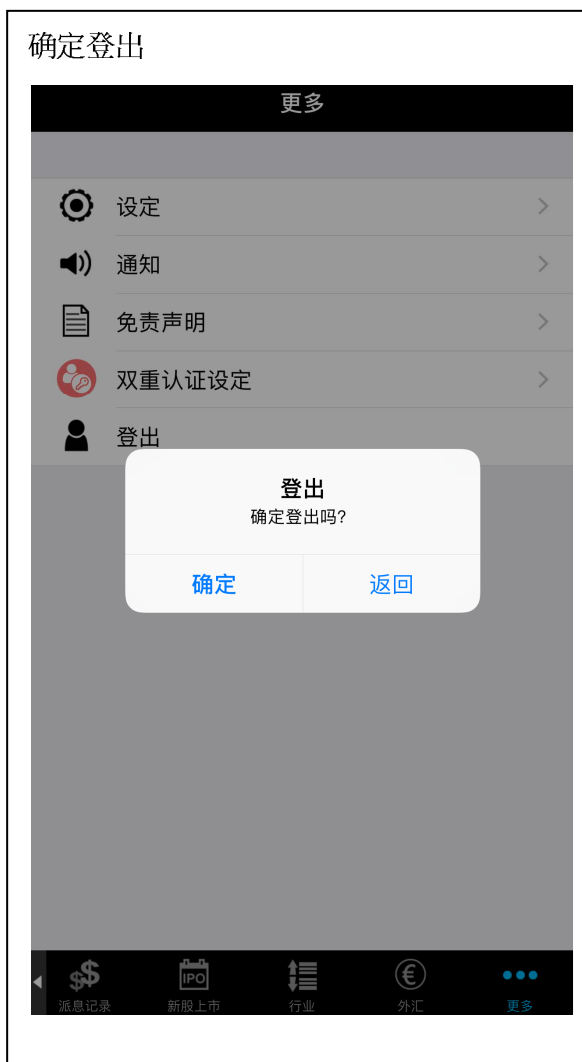 确定登出
更多
设定
通知
免责声明
双重认证设定
登出
登出
确定登出吗?
确定 返回
$$ IPO €
派息记录 新股上市 行业 外汇 更多